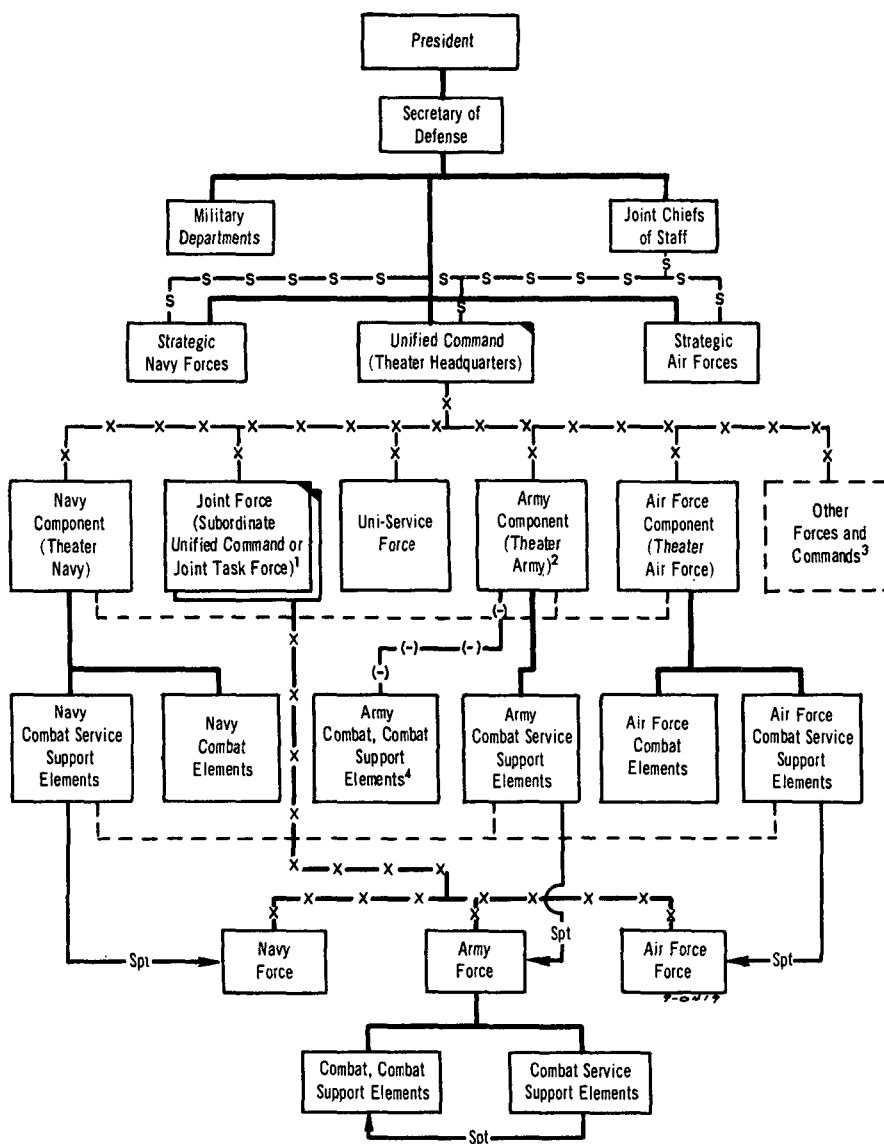 President
Secretary of
Defense
Military
Departments
Joint Chiefs
of Staff
S S S S S S S S S S S S
S S S
Strategic
Navy Forces
Unified Command
(Theater Headquarters)
Strategic
Air Forces
X
X X X X X X X X X X X X X
X X X X X X
Navy
Component
(Theater
Navy)
Joint Force
(Subordinate
Unified Command or
Joint Task Force)1
Uni-Service
Force
Army
Component
(Theater
Army)2
Air Force
Component
(Theater
Air Force)
Other
Forces and
Commands3
(-)
(-) (-)
(-)
X
X
X
X
X
Navy
Combat Service
Support
Elements
Navy
Combat
Elements
Army
Combat, Combat
Support
Elements4
Army
Combat Service
Support
Elements
Air Force
Combat
Elements
Air Force
Combat Service
Support
Elements
X X X X
X X X X X X X
X X X
Spt
Navy
Force
Army
Force
Spt
Air Force
Force
Spt
Combat, Combat
Support Elements
Combat Service
Support Elements
Spt